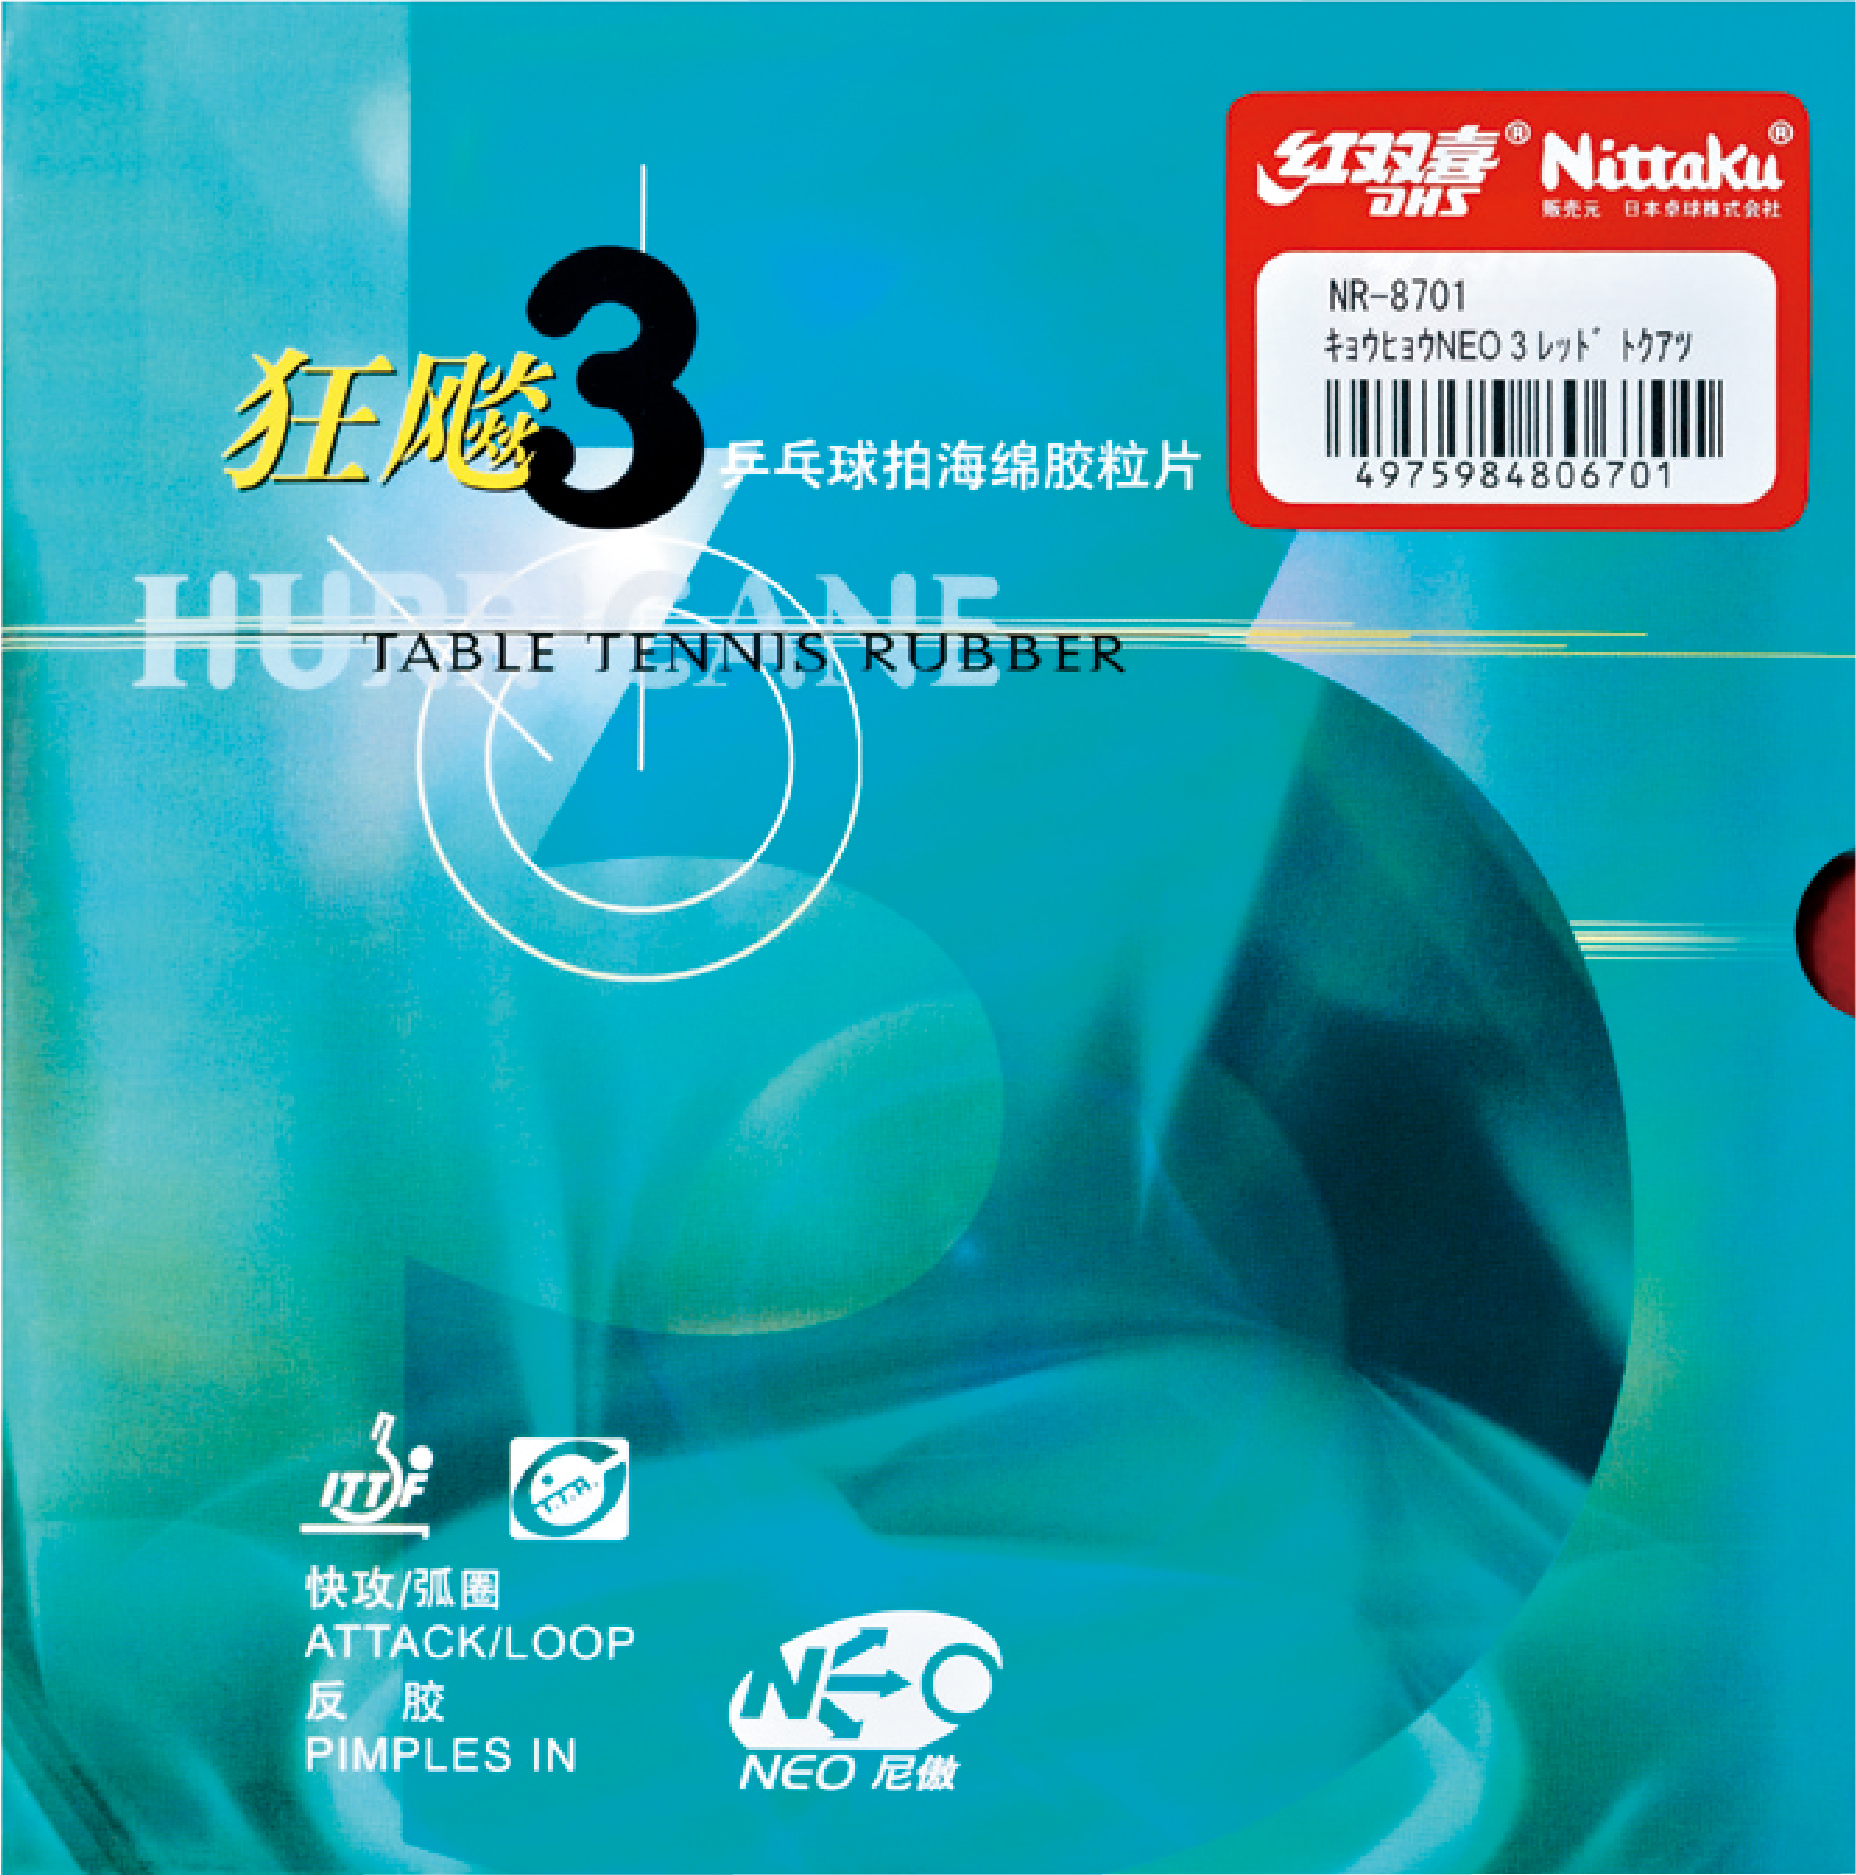 红双喜® Nittaku®
DHS
販売元 日本卓球株式会社
NR-8701
ｷｮｳﾋｮｳNEO 3 ﾚｯﾄﾞ ﾄｸｱﾂ
4975984806701
狂飚3
乒乓球拍海绵胶粒片
HURRICANE
TABLE TENNIS RUBBER
ITTF
T.T.A.
快攻/弧圈
ATTACK/LOOP
反 胶
PIMPLES IN
NEO
NEO 尼傲